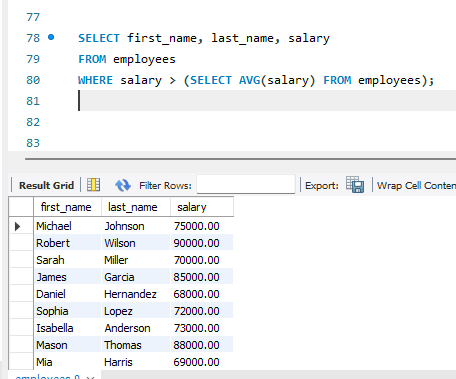 77
78 SELECT first_name, last_name, salary
79 FROM employees
80 WHERE salary > (SELECT AVG(salary) FROM employees);
81
82
83
Result Grid Filter Rows: Export: Wrap Cell Conten
first_name last_name salary
Michael Johnson 75000.00
Robert Wilson 90000.00
Sarah Miller 70000.00
James Garcia 85000.00
Daniel Hernandez 68000.00
Sophia Lopez 72000.00
Isabella Anderson 73000.00
Mason Thomas 88000.00
Mia Harris 69000.00